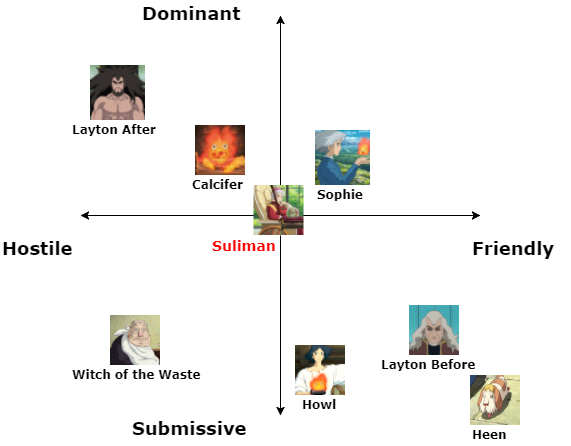 Dominant
Layton After
Calcifer
Sophie
Suliman
Hostile
Friendly
Witch of the Waste
Layton Before
Howl
Heen
Submissive